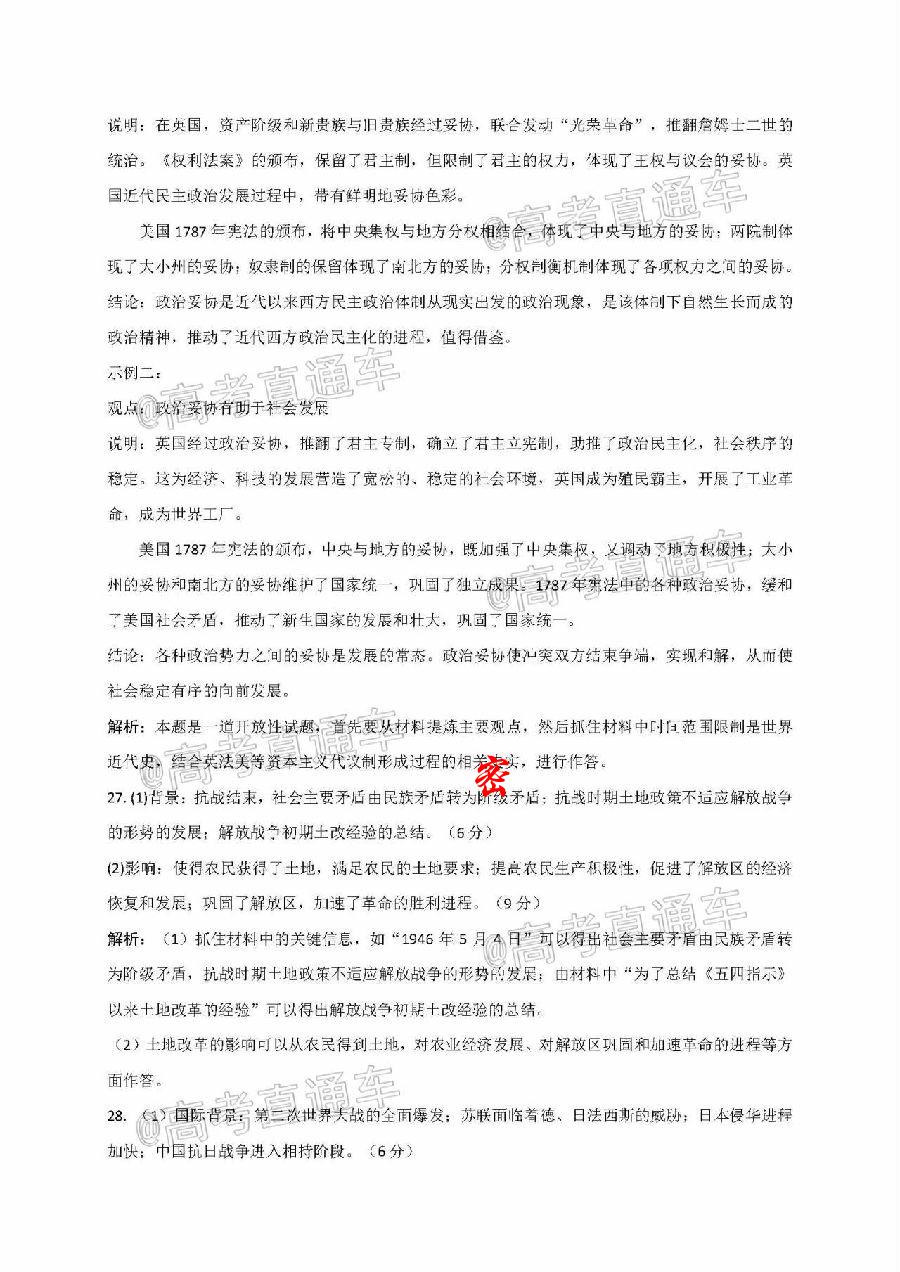 说明：在英国，资产阶级和新贵族与旧贵族经过妥协，联合发动“光荣革命”，推翻詹姆士二世的
统治。《权利法案》的颁布，保留了君主制，但限制了君主的权力，体现了王权与议会的妥协。英
国近代民主政治发展过程中，带有鲜明地妥协色彩。
@高考直通车
美国 1787 年宪法的颁布，将中央集权与地方分权相结合，体现了中央与地方的妥协；两院制体
现了大小州的妥协；奴隶制的保留体现了南北方的妥协；分权制衡机制体现了各项权力之间的妥协。
结论：政治妥协是近代以来西方民主政治体制从现实出发的政治现象，是该体制下自然生长而成的
政治精神，推动了近代西方政治民主化的进程，值得借鉴。
示例二：
@高考直通车
观点：政治妥协有助于社会发展
说明：英国经过政治妥协，推翻了君主专制，确立了君主立宪制，助推了政治民主化，社会秩序的
稳定。这为经济、科技的发展营造了宽松的、稳定的社会环境，英国成为殖民霸主，开展了工业革
命，成为世界工厂。
美国 1787 年宪法的颁布，中央与地方的妥协，既加强了中央集权，又调动了地方积极性；大小
@高考直通车
州的妥协和南北方的妥协维护了国家统一，巩固了独立成果。1787 年宪法中的各种政治妥协，缓和
了美国社会矛盾，推动了新生国家的发展和壮大，巩固了国家统一。
结论：各种政治势力之间的妥协是发展的常态。政治妥协使冲突双方结束争端，实现和解，从而使
社会稳定有序的向前发展。
解析：本题是一道开放性试题，首先要从材料提炼主要观点，然后抓住材料中时间范围限制是世界
@高考直通车
近代史，结合英法美等资本主义代议制形成过程的相关史实，进行作答。
密
27. (1)背景：抗战结束，社会主要矛盾由民族矛盾转为阶级矛盾；抗战时期土地政策不适应解放战争
的形势的发展；解放战争初期土改经验的总结。（6 分）
(2)影响：使得农民获得了土地，满足农民的土地要求；提高农民生产积极性，促进了解放区的经济
恢复和发展；巩固了解放区，加速了革命的胜利进程。（9 分）
@高考直通车
解析：（1）抓住材料中的关键信息，如“1946 年 5 月 4 日”可以得出社会主要矛盾由民族矛盾转
为阶级矛盾，抗战时期土地政策不适应解放战争的形势的发展；由材料中“为了总结《五四指示》
以来土地改革的经验”可以得出解放战争初期土改经验的总结。
（2）土地改革的影响可以从农民得到土地，对农业经济发展、对解放区巩固和加速革命的进程等方
面作答。
@高考直通车
28. （1）国际背景：第二次世界大战的全面爆发；苏联面临着德、日法西斯的威胁；日本侵华进程
加快；中国抗日战争进入相持阶段。（6 分）